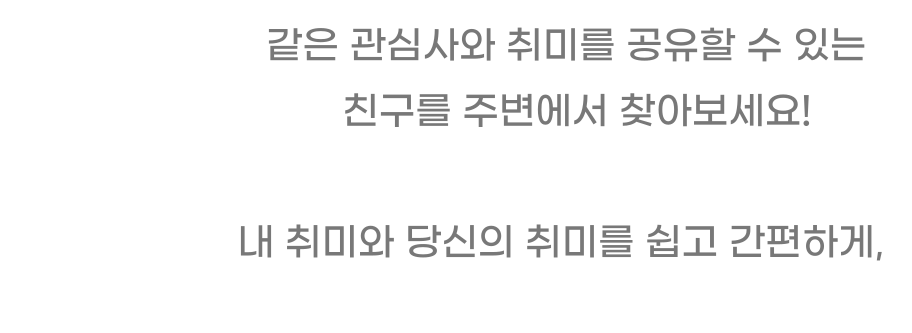 같은 관심사와 취미를 공유할 수 있는
친구를 주변에서 찾아보세요!
내 취미와 당신의 취미를 쉽고 간편하게,